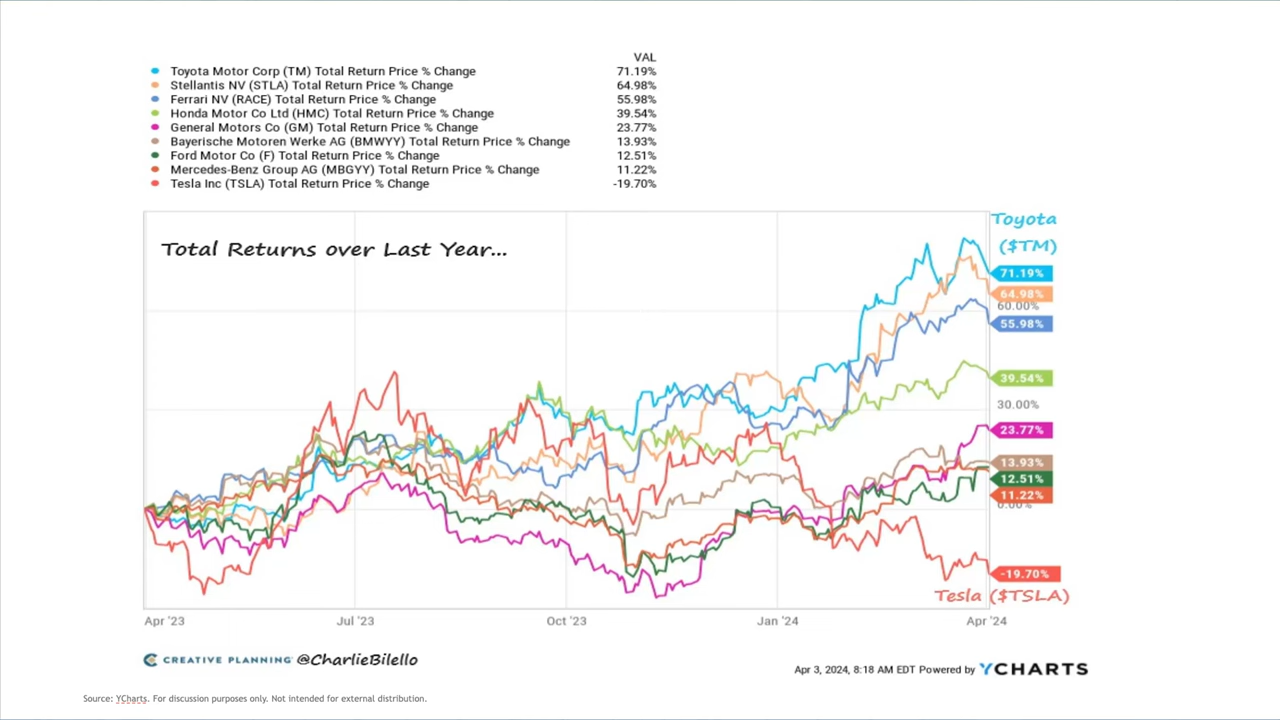 VAL
Toyota Motor Corp (TM) Total Return Price % Change 71.19%
Stellantis NV (STLA) Total Return Price % Change 64.98%
Ferrari NV (RACE) Total Return Price % Change 55.98%
Honda Motor Co Ltd (HMC) Total Return Price % Change 39.54%
General Motors Co (GM) Total Return Price % Change 23.77%
Bayerische Motoren Werke AG (BMWYY) Total Return Price % Change 13.93%
Ford Motor Co (F) Total Return Price % Change 12.51%
Mercedes-Benz Group AG (MBGYY) Total Return Price % Change 11.22%
Tesla Inc (TSLA) Total Return Price % Change -19.70%
Total Returns over Last Year...
Toyota
($TM)
71.19%
64.98%
60.00%
55.98%
39.54%
30.00%
23.77%
13.93%
12.51%
11.22%
0.00%
-19.70%
Tesla ($TSLA)
Apr '23 Jul '23 Oct '23 Jan '24 Apr '24
CREATIVE PLANNING @CharlieBilello
Apr 3, 2024, 8:18 AM EDT Powered by YCHARTS
Source: YCharts. For discussion purposes only. Not intended for external distribution.